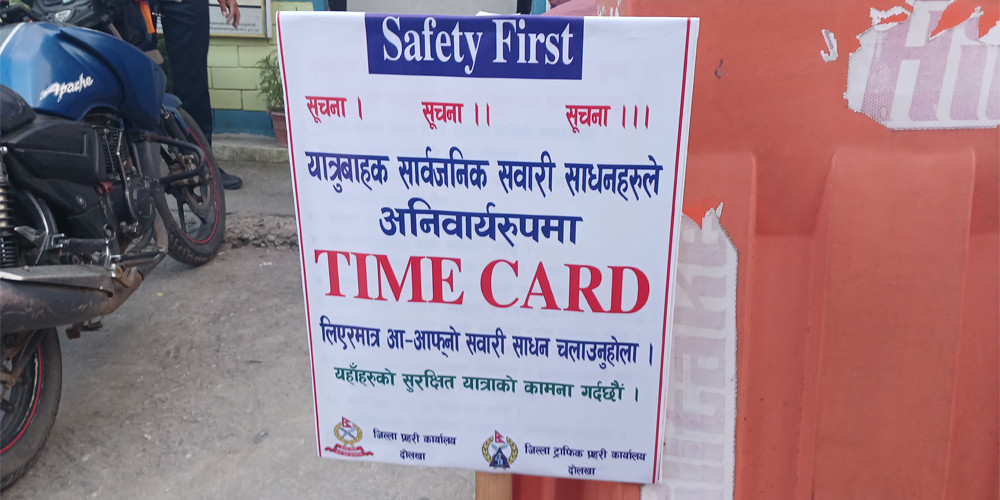 Safety First
सूचना । सूचना ।। सूचना ।।।
यात्रुबाहक सार्वजनिक सवारी साधनहरुले
अनिवार्यरुपमा
TIME CARD
लिएरमात्र आ-आफ्नो सवारी साधन चलाउनुहोला ।
यहाँहरुको सुरक्षित यात्राको कामना गर्दछौं ।
जिल्ला प्रहरी कार्यालय
दोलखा
जिल्ला ट्राफिक प्रहरी कार्यालय
दोलखा
Apache